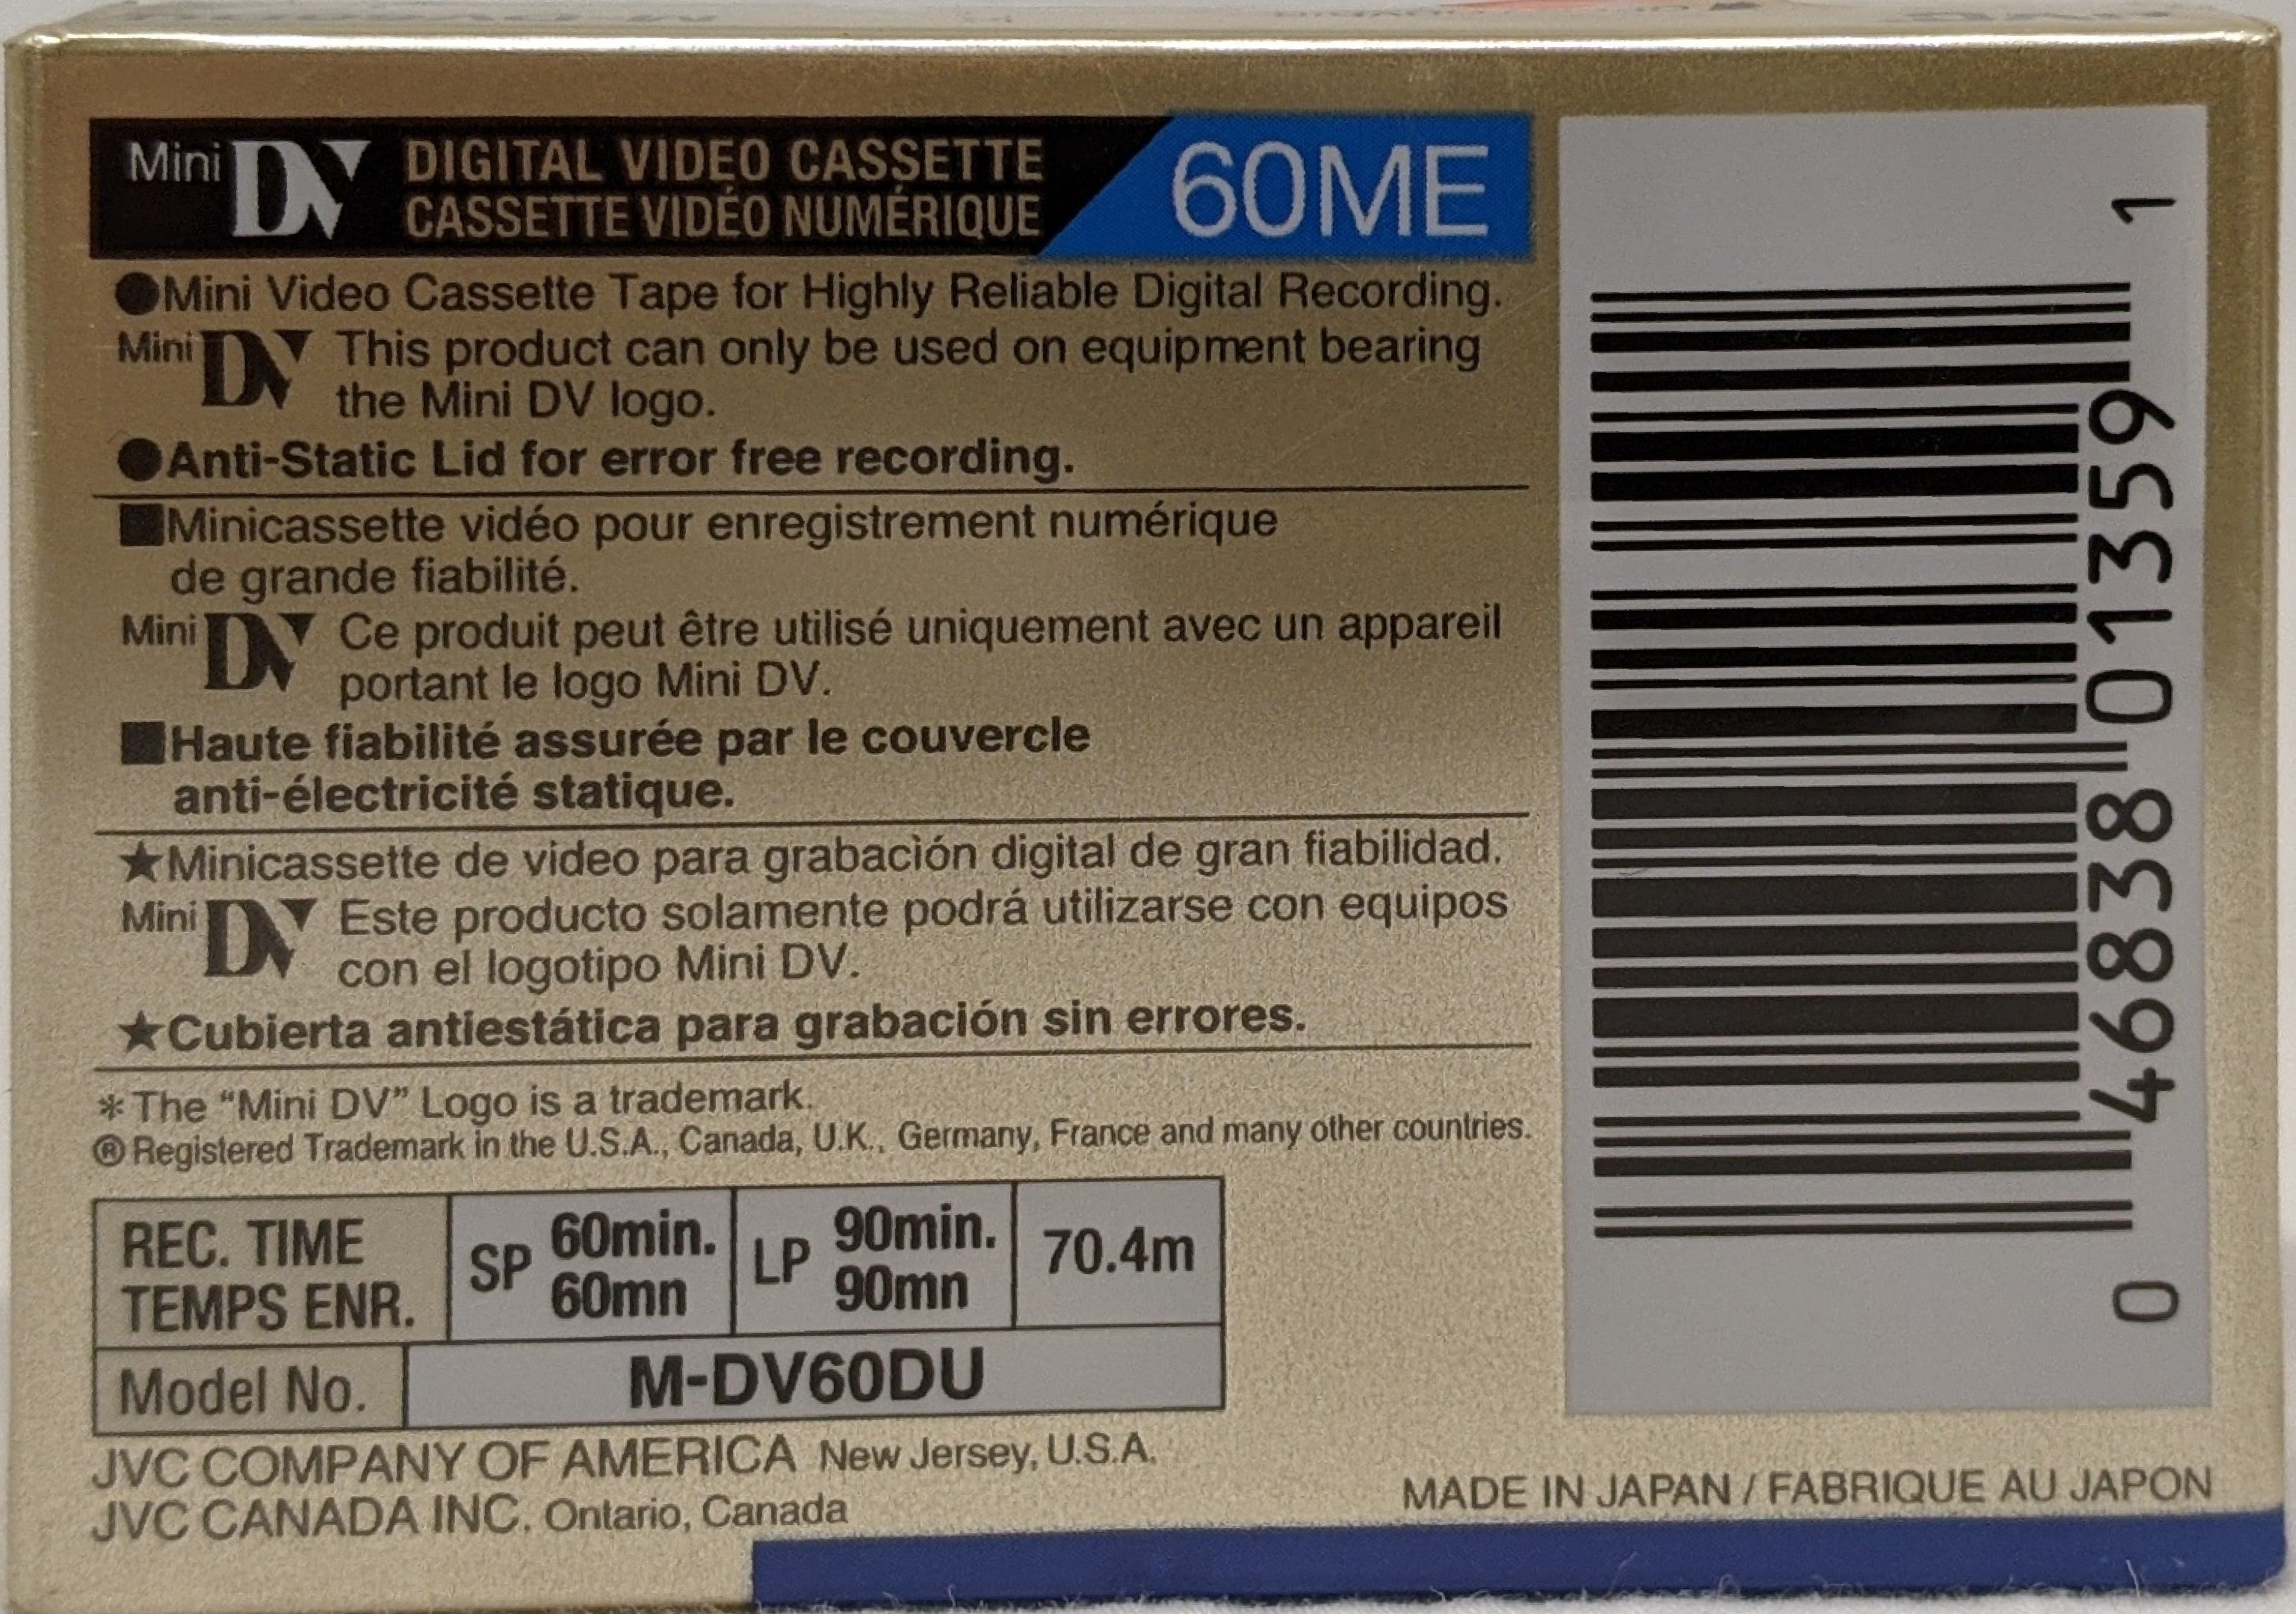 Mini DV DIGITAL VIDEO CASSETTE
CASSETTE VIDÉO NUMÉRIQUE
60ME
●Mini Video Cassette Tape for Highly Reliable Digital Recording.
Mini DV This product can only be used on equipment bearing
the Mini DV logo.
●Anti-Static Lid for error free recording.
■Minicassette vidéo pour enregistrement numérique
de grande fiabilité.
Mini DV Ce produit peut être utilisé uniquement avec un appareil
portant le logo Mini DV.
■Haute fiabilité assurée par le couvercle
anti-électricité statique.
★Minicassette de video para grabaciòn digital de gran fiabilidad.
Mini DV Este producto solamente podrá utilizarse con equipos
con el logotipo Mini DV.
★Cubierta antiestática para grabación sin errores.
*The “Mini DV” Logo is a trademark.
®Registered Trademark in the U.S.A., Canada, U.K., Germany, France and many other countries.
REC. TIME
TEMPS ENR.
SP 60min.
60mn
LP 90min.
90mn
70.4m
Model No. M-DV60DU
JVC COMPANY OF AMERICA New Jersey, U.S.A.
JVC CANADA INC. Ontario, Canada
MADE IN JAPAN / FABRIQUE AU JAPON
0 46838 01359 1